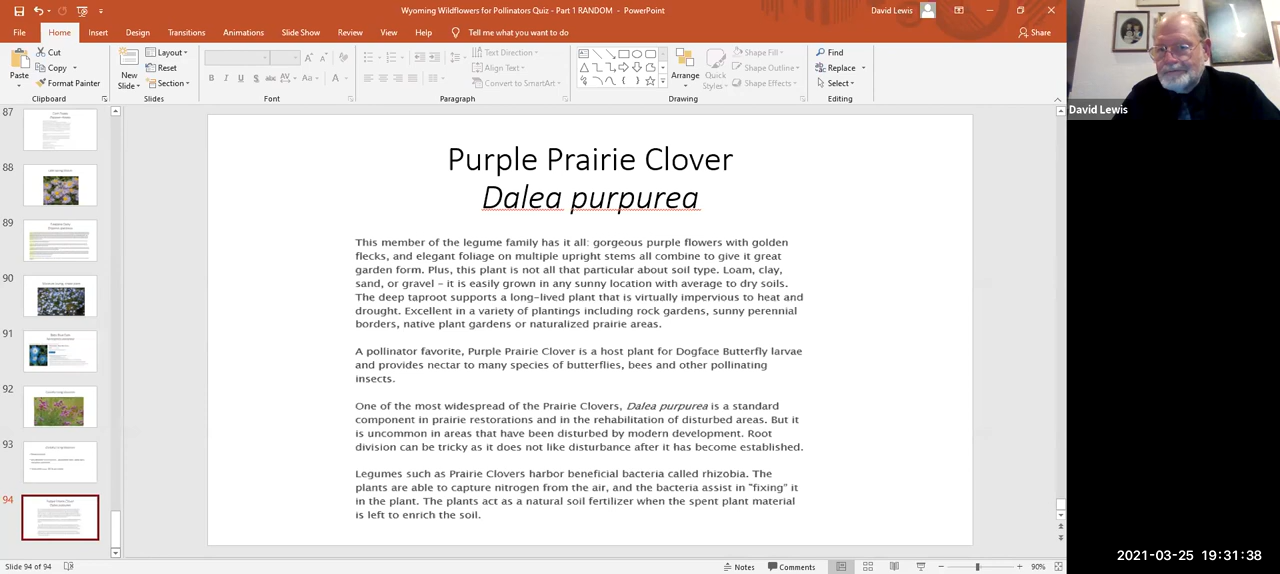 Wyoming Wildflowers for Pollinators Quiz - Part 1 RANDOM - PowerPoint
David Lewis
File Home Insert Design Transitions Animations Slide Show Review View Help Tell me what you want to do
Share
Paste
Cut
Copy
Format Painter
Clipboard
New Slide
Layout
Reset
Section
Slides
Font
Text Direction
Align Text
Convert to SmartArt
Paragraph
Arrange
Quick Styles
Shape Fill
Shape Outline
Shape Effects
Drawing
Find
Replace
Select
Editing
David Lewis
87
88
89
90
91
92
93
94
Purple Prairie Clover
Dalea purpurea
This member of the legume family has it all: gorgeous purple flowers with golden
flecks, and elegant foliage on multiple upright stems all combine to give it great
garden form. Plus, this plant is not all that particular about soil type. Loam, clay,
sand, or gravel – it is easily grown in any sunny location with average to dry soils.
The deep taproot supports a long-lived plant that is virtually impervious to heat and
drought. Excellent in a variety of plantings including rock gardens, sunny perennial
borders, native plant gardens or naturalized prairie areas.
A pollinator favorite, Purple Prairie Clover is a host plant for Dogface Butterfly larvae
and provides nectar to many species of butterflies, bees and other pollinating
insects.
One of the most widespread of the Prairie Clovers, Dalea purpurea is a standard
component in prairie restorations and in the rehabilitation of disturbed areas. But it
is uncommon in areas that have been disturbed by modern development. Root
division can be tricky as it does not like disturbance after it has become established.
Legumes such as Prairie Clovers harbor beneficial bacteria called rhizobia. The
plants are able to capture nitrogen from the air, and the bacteria assist in “fixing” it
in the plant. The plants act as a natural soil fertilizer when the spent plant material
is left to enrich the soil.
2021-03-25 19:31:38
Slide 94 of 94
Notes
Comments
90%